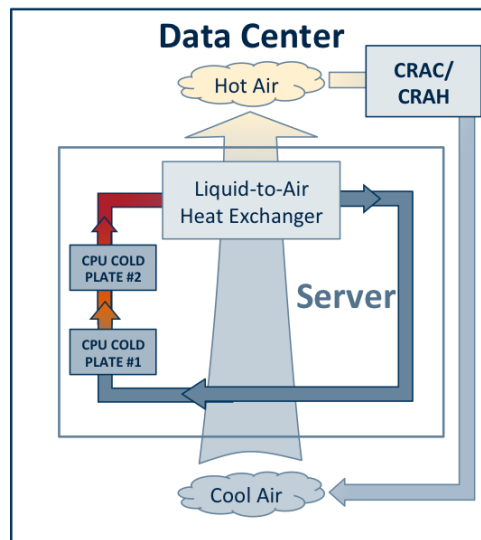 Data Center
Hot Air
CRAC/
CRAH
Liquid-to-Air
Heat Exchanger
CPU COLD
PLATE #2
Server
CPU COLD
PLATE #1
Cool Air